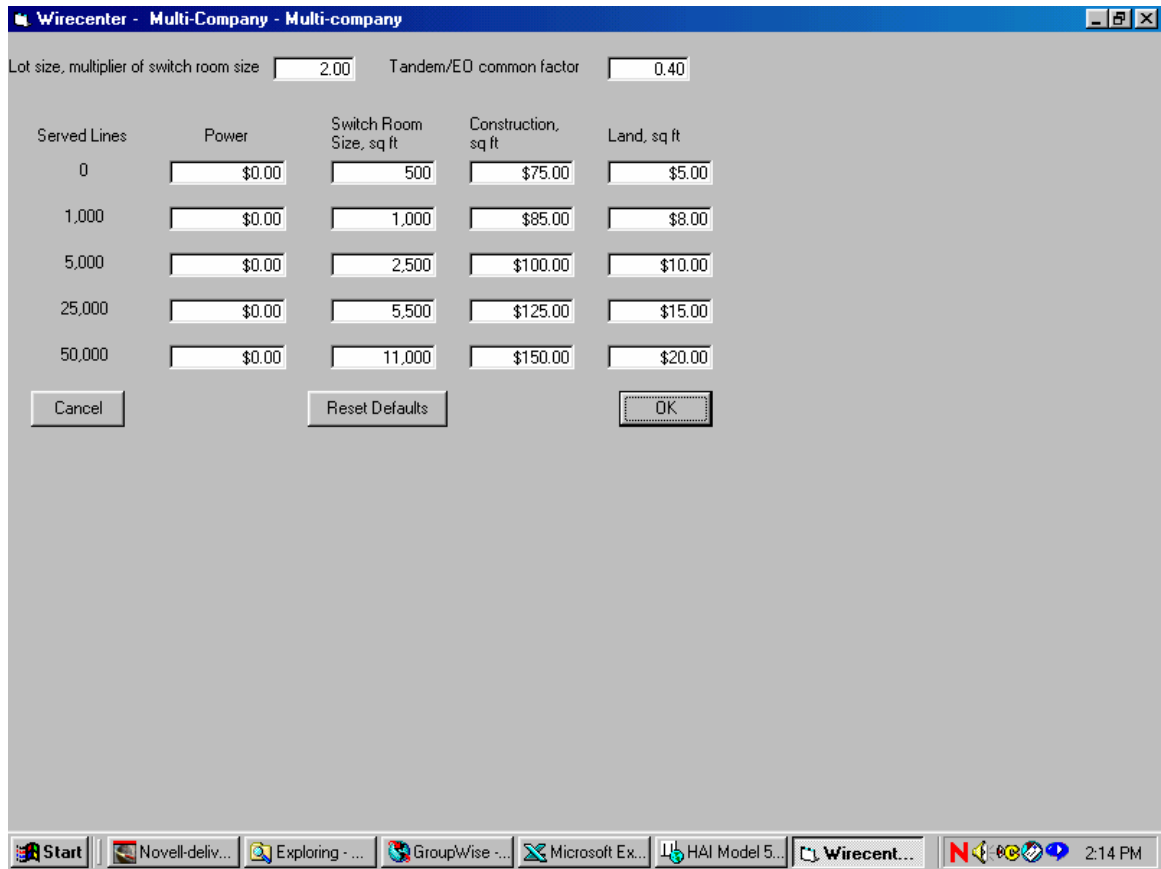 Wirecenter - Multi-Company - Multi-company
Lot size, multiplier of switch room size 2.00 Tandem/EO common factor 0.40
Served Lines Power Switch Room Size, sq ft Construction, sq ft Land, sq ft
0 $0.00 500 $75.00 $5.00
1,000 $0.00 1,000 $85.00 $8.00
5,000 $0.00 2,500 $100.00 $10.00
25,000 $0.00 5,500 $125.00 $15.00
50,000 $0.00 11,000 $150.00 $20.00
Cancel Reset Defaults OK
Start Novell-deliv... Exploring - ... GroupWise -... Microsoft Ex... HAI Model 5... Wirecent... N 2:14 PM